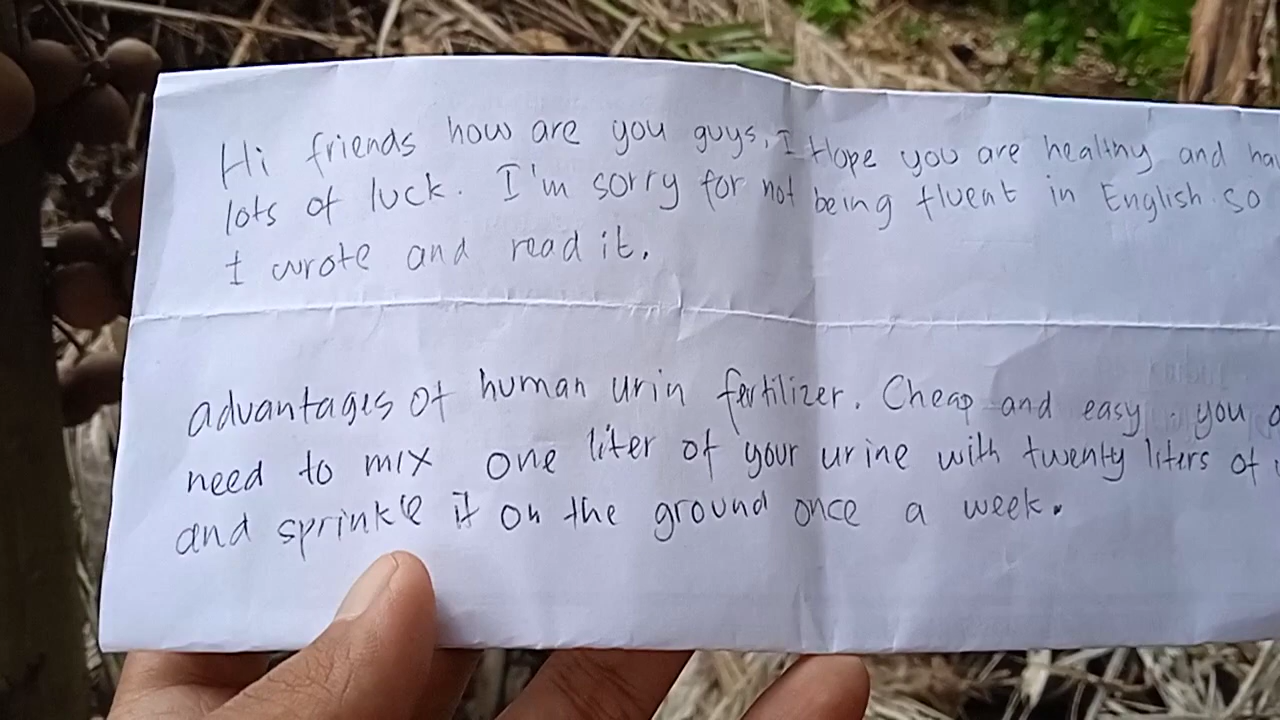 Hi friends how are you guys, I Hope you are healthy and
lots of luck. I'm sorry for not being fluent in English. so
I wrote and read it.
advantages of human urin fertilizer. Cheap and easy. you
need to mix one liter of your urine with twenty liters of
and sprinkle it on the ground once a week.